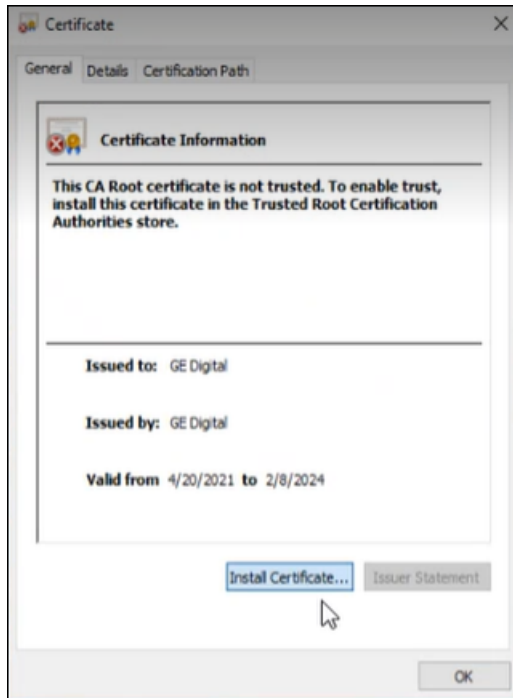 Certificate
General Details Certification Path
Certificate Information
This CA Root certificate is not trusted. To enable trust,
install this certificate in the Trusted Root Certification
Authorities store.
Issued to: GE Digital
Issued by: GE Digital
Valid from 4/20/2021 to 2/8/2024
Install Certificate... Issuer Statement
OK